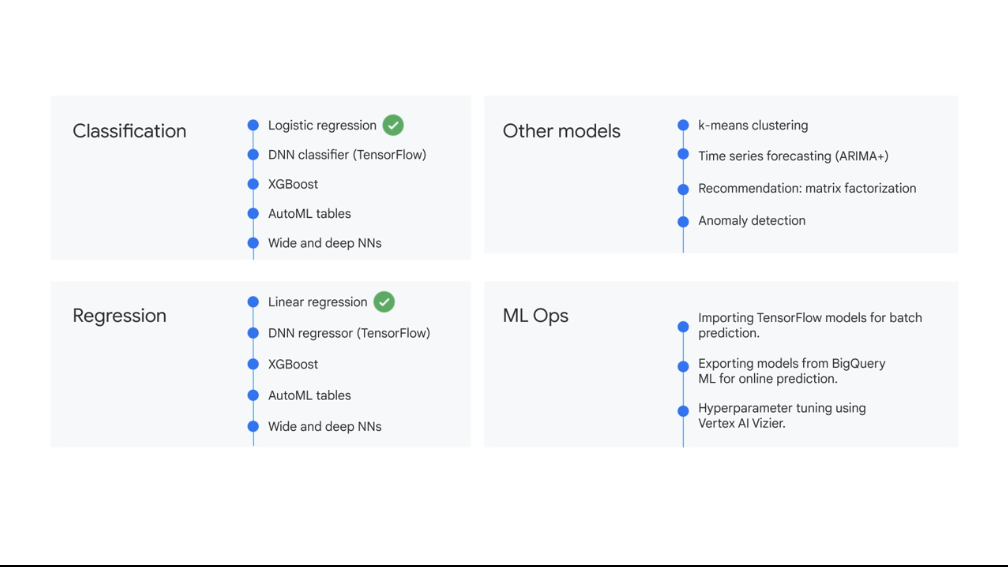 Classification
Logistic regression
DNN classifier (TensorFlow)
XGBoost
AutoML tables
Wide and deep NNs
Other models
k-means clustering
Time series forecasting (ARIMA+)
Recommendation: matrix factorization
Anomaly detection
Regression
Linear regression
DNN regressor (TensorFlow)
XGBoost
AutoML tables
Wide and deep NNs
ML Ops
Importing TensorFlow models for batch
prediction.
Exporting models from BigQuery
ML for online prediction.
Hyperparameter tuning using
Vertex AI Vizier.